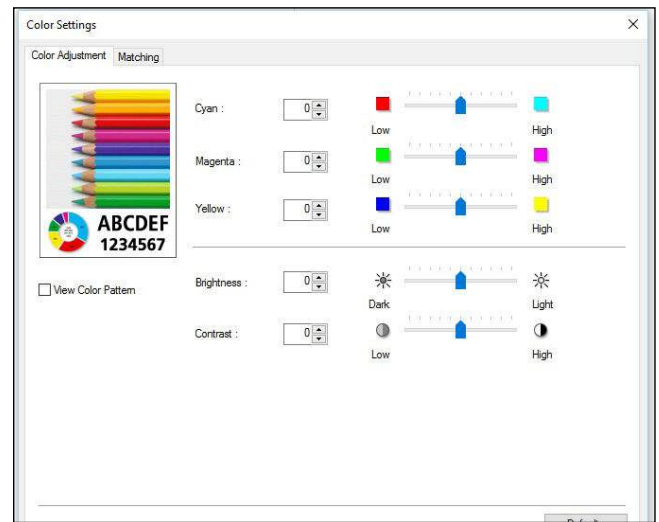 Color Settings
Color Adjustment Matching
Cyan : 0
Low High
Magenta : 0
Low High
Yellow : 0
Low High
ABCDEF
1234567
View Color Pattern
Brightness : 0
Dark Light
Contrast : 0
Low High